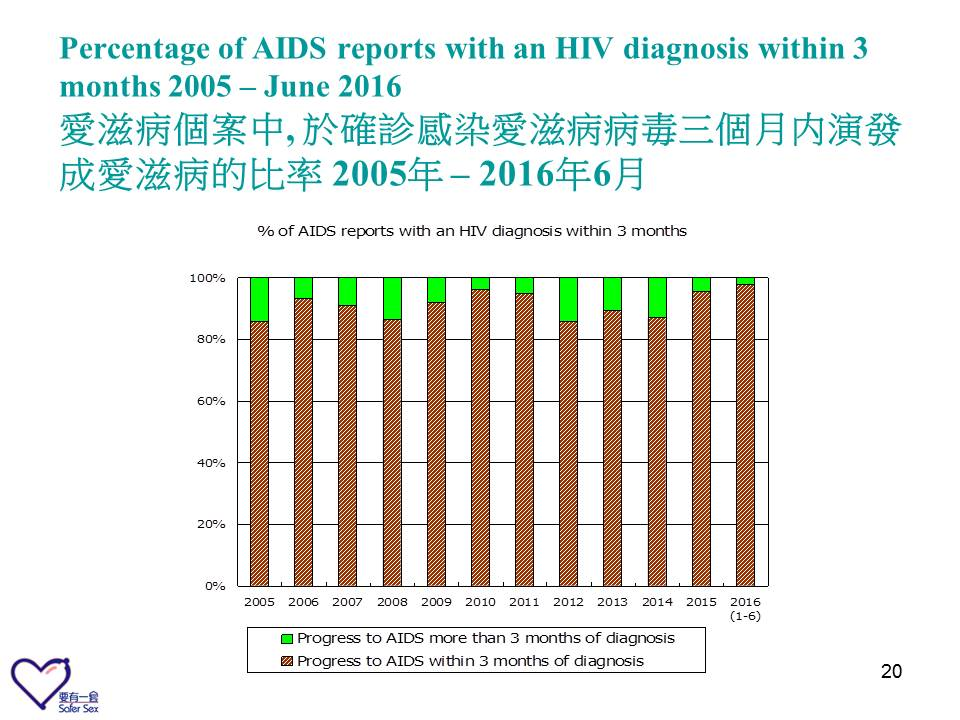 Percentage of AIDS reports with an HIV diagnosis within 3
months 2005 – June 2016
愛滋病個案中, 於確診感染愛滋病病毒三個月内演發
成愛滋病的比率 2005年 – 2016年6月
% of AIDS reports with an HIV diagnosis within 3 months
100%
80%
60%
40%
20%
0%
2005 2006 2007 2008 2009 2010 2011 2012 2013 2014 2015 2016
(1-6)
Progress to AIDS more than 3 months of diagnosis
Progress to AIDS within 3 months of diagnosis
要有一套
Safer Sex
20